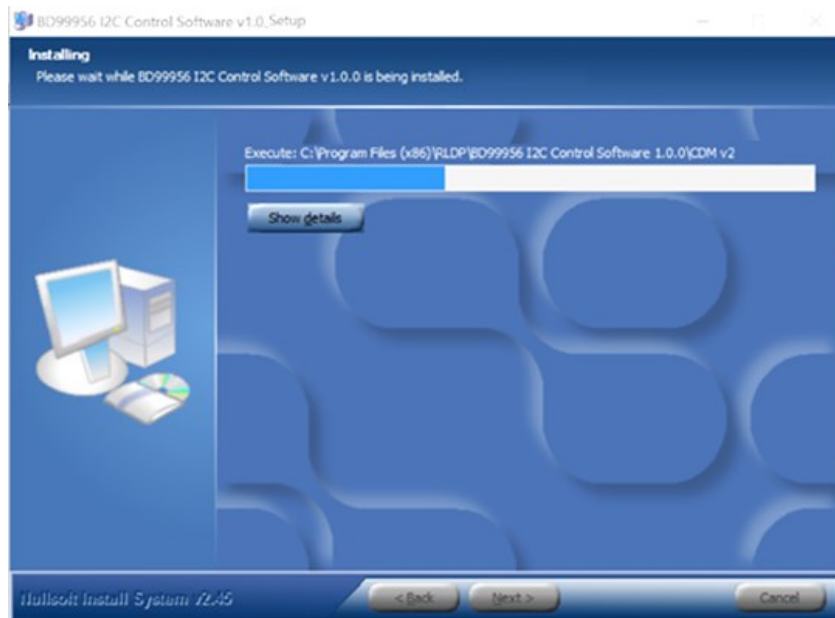 BD99956 I2C Control Software v1.0_Setup
Installing
Please wait while BD99956 I2C Control Software v1.0.0 is being installed.
Execute: C:\Program Files (x86)\RLDP\BD99956 I2C Control Software 1.0.0\CDM v2
Show details
Nullsoft Install System v2.45
< Back
Next >
Cancel